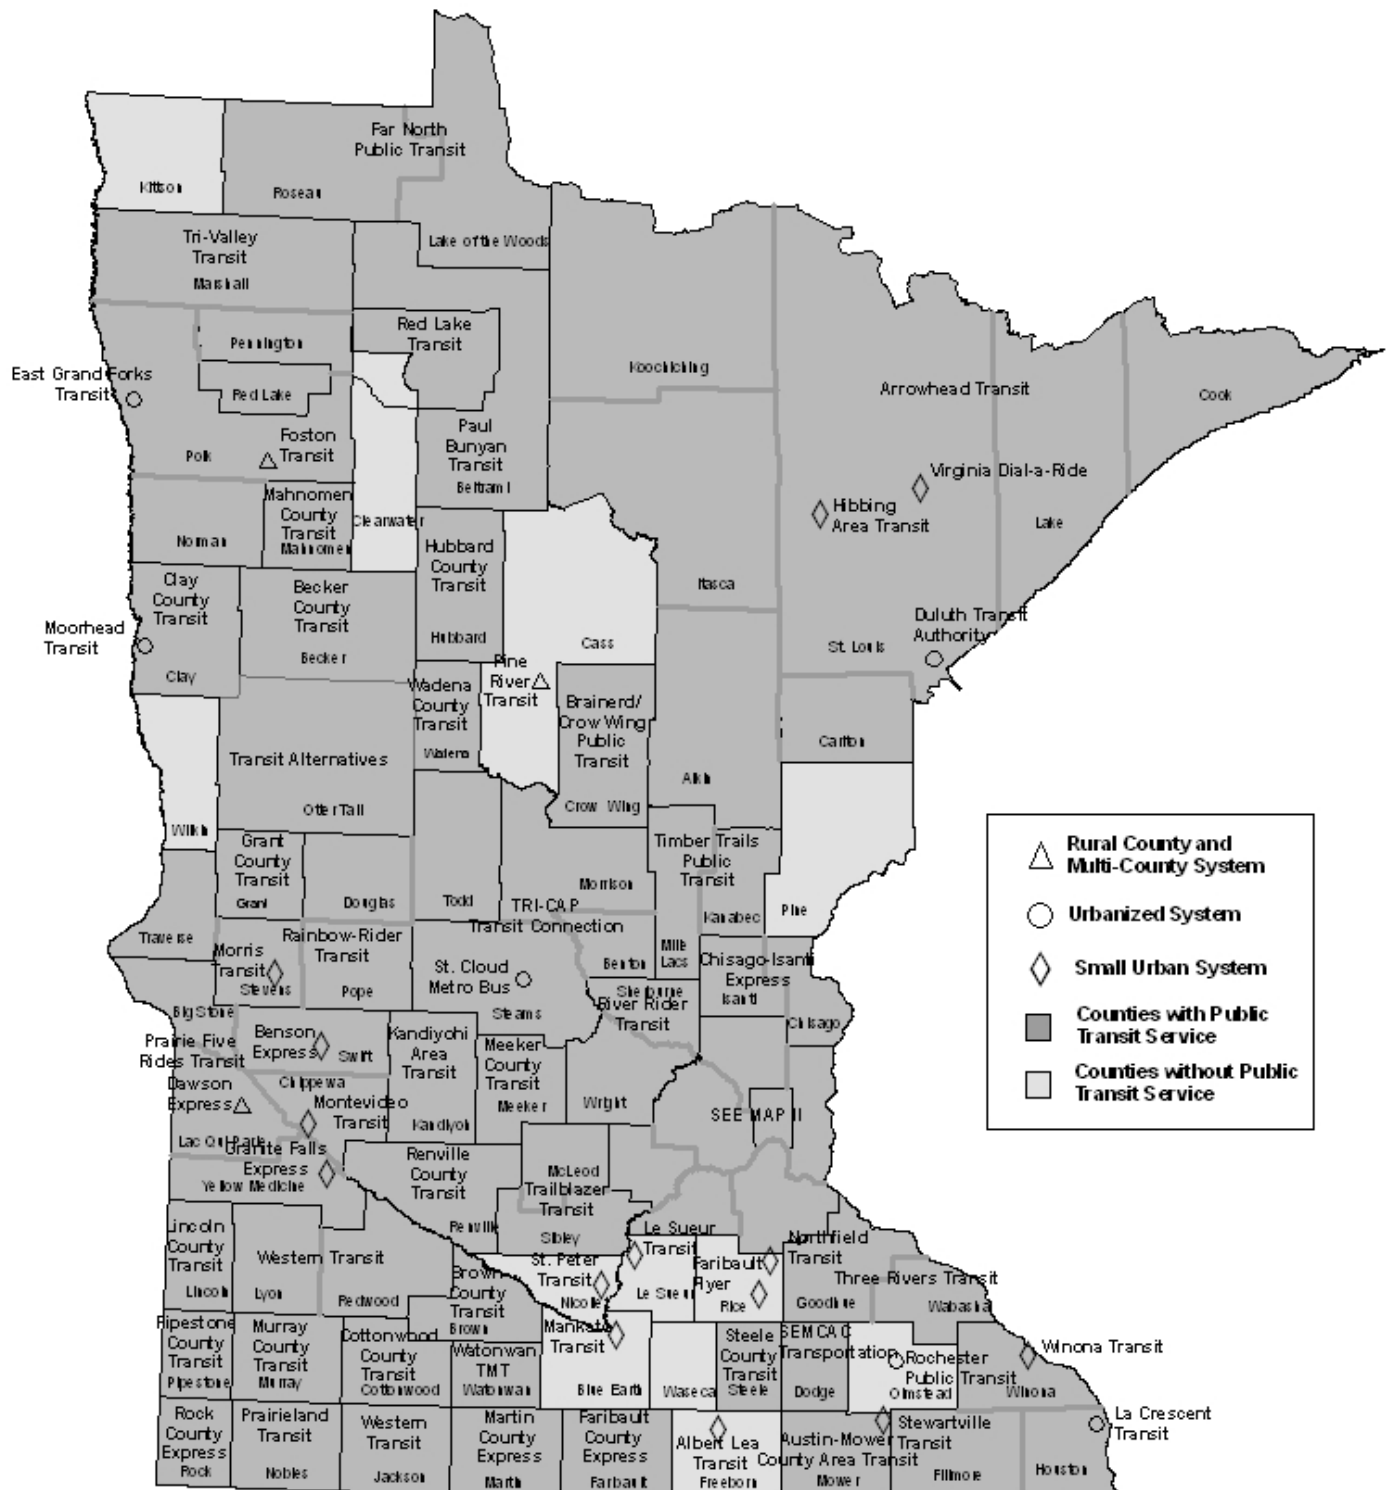 Far North
Public Transit
Kittson
Roseau
Lake of the Woods
Tri-Valley
Transit
Marshall
Pennington
Red Lake
Transit
Koochiching
East Grand Forks
Transit
Red Lake
Arrowhead Transit
Cook
Polk
Foston
Transit
Paul
Bunyan
Transit
Beltrami
Virginia Dial-a-Ride
Hibbing
Area Transit
Lake
Mahnomen
County
Transit
Mahnomen
Clearwater
Norman
Hubbard
County
Transit
Hubbard
Itasca
Clay
County
Transit
Clay
Becker
County
Transit
Becker
Moorhead
Transit
Cass
Duluth Transit
Authority
St. Louis
Pine
River
Transit
Wadena
County
Transit
Wadena
Brainerd/
Crow Wing
Public
Transit
Crow Wing
Carlton
Transit Alternatives
Otter Tail
Aitkin
Wilkin
Grant
County
Transit
Grant
Douglas
Todd
Morrison
Timber Trails
Public
Transit
Kanabec
Pine
Traverse
TRI-CAP
Transit Connection
Benton
Mille
Lacs
Morris
Transit
Stevens
Rainbow-Rider
Transit
Pope
St. Cloud
Metro Bus
Stearns
Sherburne
River Rider
Transit
Chisago-Isanti
Express
Isanti
Chisago
Big Stone
Prairie Five
Rides Transit
Benson
Express
Swift
Kandiyohi
Area
Transit
Kandiyohi
Meeker
County
Transit
Meeker
Wright
Dawson
Express
Chippewa
Montevideo
Transit
SEE MAP II
Lac Qui Parle
Granite Falls
Express
Yellow Medicine
Renville
County
Transit
Renville
McLeod
Trailblazer
Transit
Sibley
Lincoln
County
Transit
Lincoln
Western Transit
Lyon
Redwood
Brown
County
Transit
Brown
St. Peter
Transit
Nicollet
Le Sueur
Transit
Le Sueur
Faribault
Flyer
Rice
Northfield
Transit
Goodhue
Three Rivers Transit
Wabasha
Pipestone
County
Transit
Pipestone
Murray
County
Transit
Murray
Cottonwood
County
Transit
Cottonwood
Watonwan
TMT
Watonwan
Mankato
Transit
Blue Earth
Waseca
Steele
County
Transit
Steele
SEMCAC
Transportation
Dodge
Rochester
Public
Transit
Olmstead
Winona Transit
Winona
Rock
County
Express
Rock
Prairieland
Transit
Nobles
Western
Transit
Jackson
Martin
County
Express
Martin
Faribault
County
Express
Faribault
Albert Lea
Transit
Freeborn
Austin-Mower
County Area Transit
Mower
Stewartville
Transit
Fillmore
Houston
La Crescent
Transit
Rural County and
Multi-County System
Urbanized System
Small Urban System
Counties with Public
Transit Service
Counties without Public
Transit Service